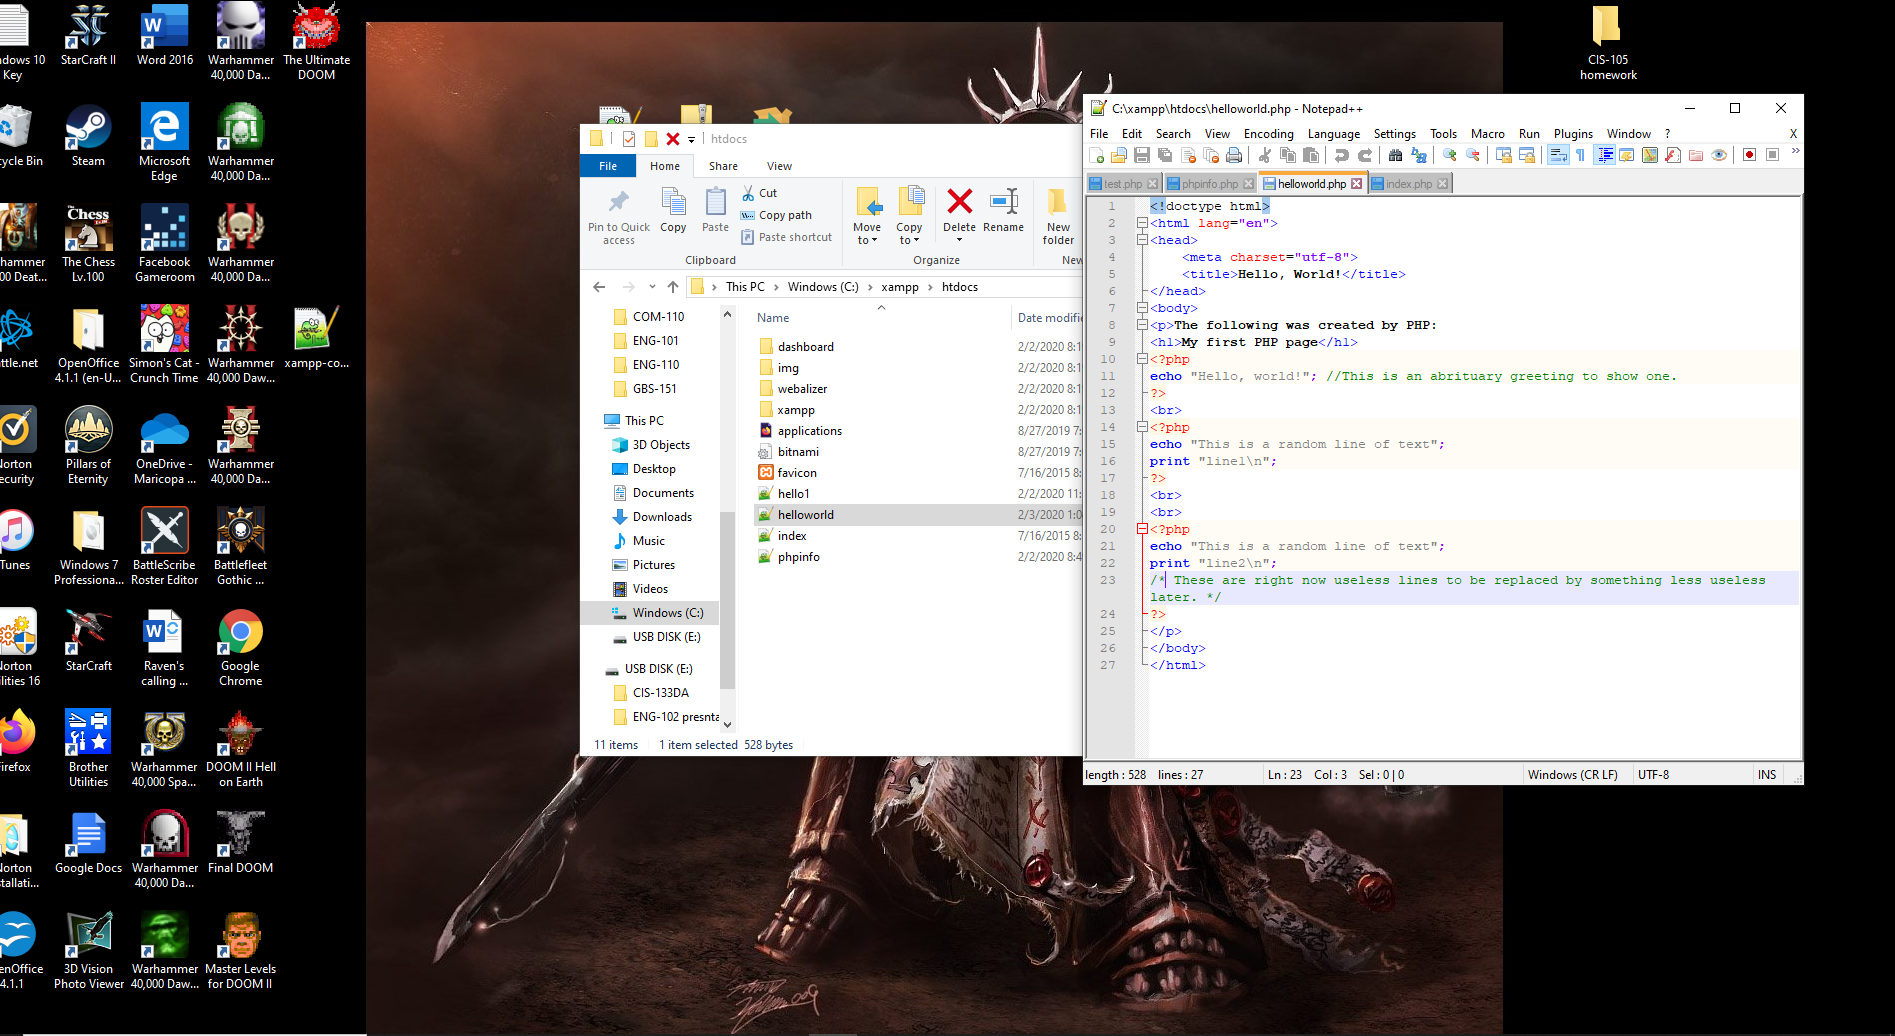 dows 10
Key
StarCraft II
Word 2016
Warhammer
40,000 Da...
The Ultimate
DOOM
CIS-105
homework
cycle Bin
Steam
Microsoft
Edge
Warhammer
40,000 Da...
hammer
00 Deat...
The Chess
Lv.100
Facebook
Gameroom
Warhammer
40,000 Da...
ttle.net
OpenOffice
4.1.1 (en-U...
Simon's Cat -
Crunch Time
Warhammer
40,000 Daw...
xampp-co...
Norton
ecurity
Pillars of
Eternity
OneDrive -
Maricopa ...
Warhammer
40,000 Da...
Tunes
Windows 7
Professiona...
BattleScribe
Roster Editor
Battlefleet
Gothic ...
Norton
ilities 16
StarCraft
Raven's
calling ...
Google
Chrome
irefox
Brother
Utilities
Warhammer
40,000 Spa...
DOOM II Hell
on Earth
Norton
stallati...
Google Docs
Warhammer
40,000 Da...
Final DOOM
enOffice
4.1.1
3D Vision
Photo Viewer
Warhammer
40,000 Daw...
Master Levels
for DOOM II
htdocs
File Home Share View
Pin to Quick
access
Copy
Paste
Cut
Copy path
Paste shortcut
Move
to
Copy
to
Delete
Rename
New
folder
Clipboard
Organize
New
This PC > Windows (C:) > xampp > htdocs
COM-110
ENG-101
ENG-110
GBS-151
This PC
3D Objects
Desktop
Documents
Downloads
Music
Pictures
Videos
Windows (C:)
USB DISK (E:)
USB DISK (E:)
CIS-133DA
ENG-102 presnta
Name Date modifie
dashboard 2/2/2020 8:1
img 2/2/2020 8:1
webalizer 2/2/2020 8:1
xampp 2/2/2020 8:1
applications 8/27/2019 7:
bitnami 8/27/2019 7:
favicon 7/16/2015 8:
hello1 2/2/2020 11:
helloworld 2/3/2020 1:0
index 7/16/2015 8:
phpinfo 2/2/2020 8:4
11 items 1 item selected 528 bytes
C:\xampp\htdocs\helloworld.php - Notepad++
File Edit Search View Encoding Language Settings Tools Macro Run Plugins Window ? X
test.php phpinfo.php helloworld.php index.php
1 <!doctype html>
2 <html lang="en">
3 <head>
4 <meta charset="utf-8">
5 <title>Hello, World!</title>
6 </head>
7 <body>
8 <p>The following was created by PHP:
9 <h1>My first PHP page</h1>
10 <?php
11 echo "Hello, world!"; //This is an abrituary greeting to show one.
12 ?>
13 <br>
14 <?php
15 echo "This is a random line of text";
16 print "line1\n";
17 ?>
18 <br>
19 <br>
20 <?php
21 echo "This is a random line of text";
22 print "line2\n";
23 /* These are right now useless lines to be replaced by something less useless
later. */
24 ?>
25 </p>
26 </body>
27 </html>
length : 528 lines : 27 Ln : 23 Col : 3 Sel : 0 | 0 Windows (CR LF) UTF-8 INS